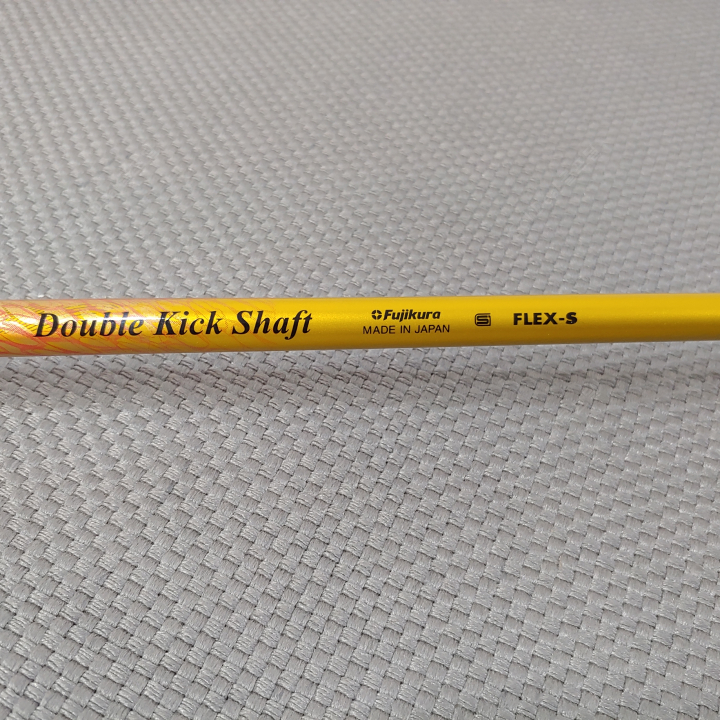 Double Kick Shaft
Fujikura
MADE IN JAPAN
S
FLEX-S